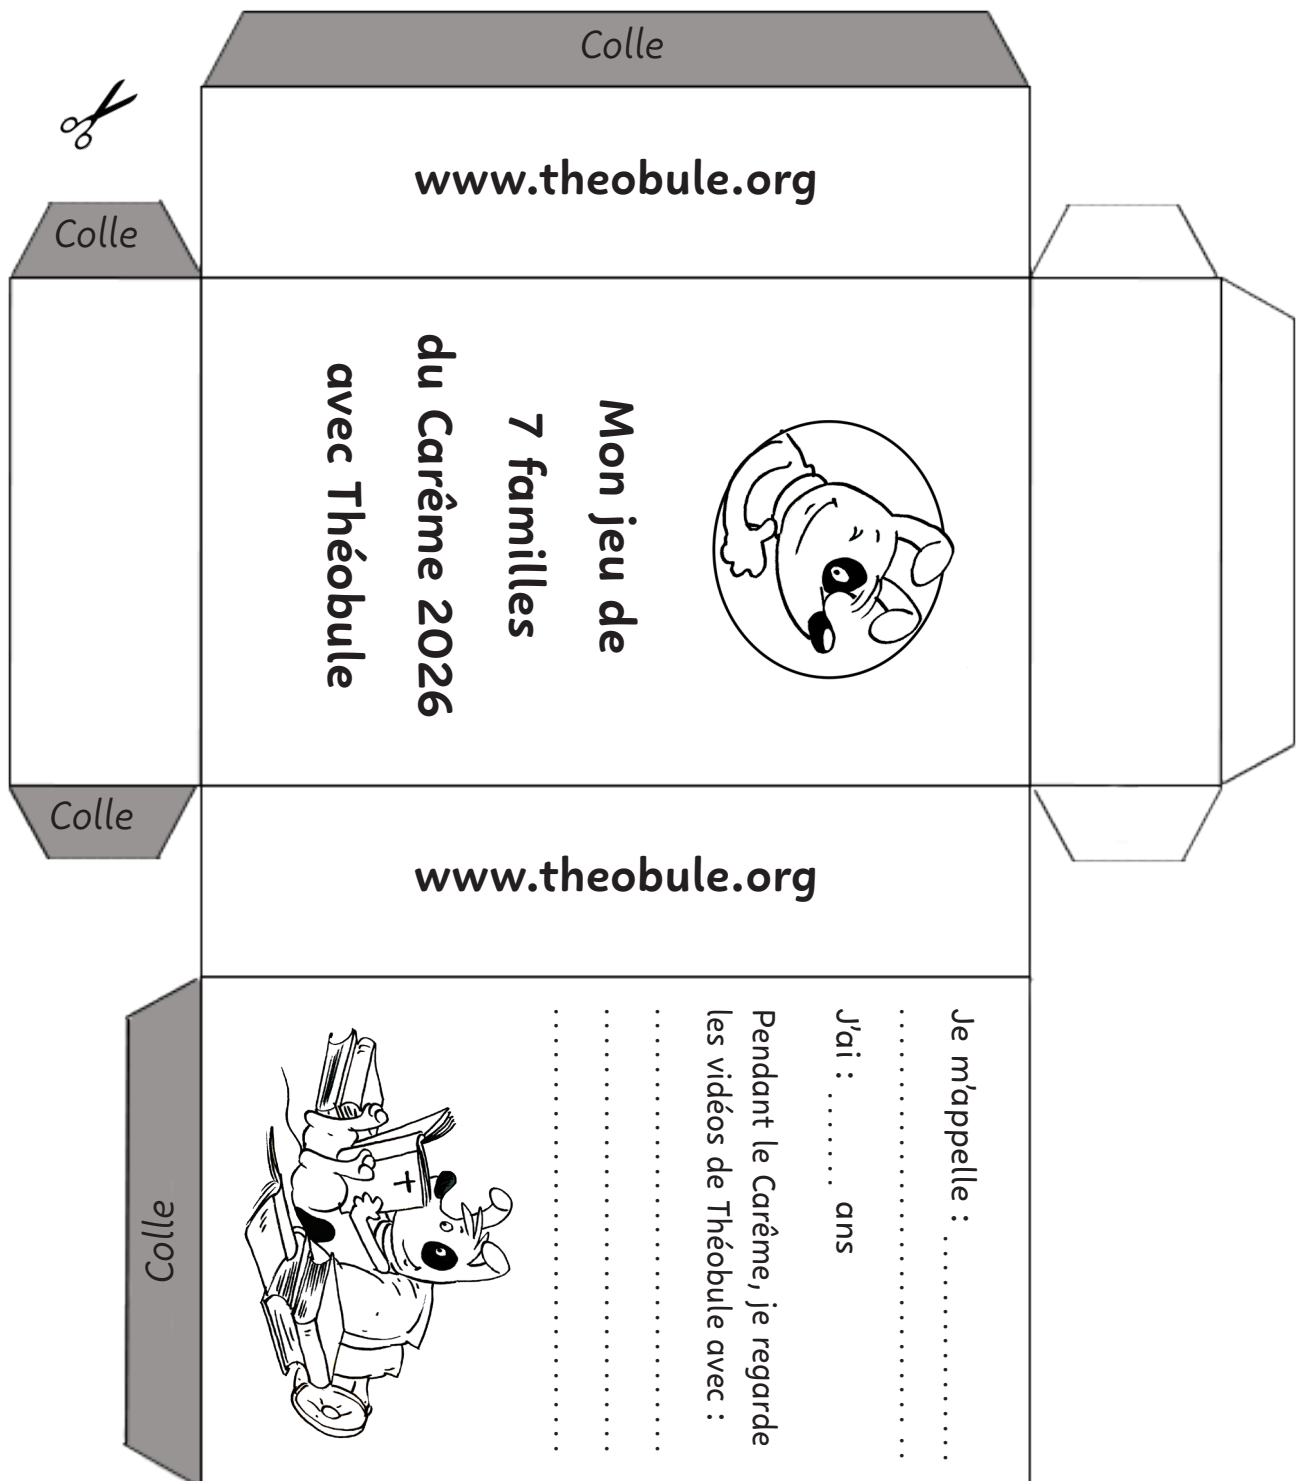 Colle
www.theobule.org
Colle
Mon jeu de
7 familles
du Carême 2026
avec Théobule
Colle
www.theobule.org
Je m'appelle : ....................
........................................
J'ai : ........ ans
Pendant le Carême, je regarde
les vidéos de Théobule avec :
........................................
........................................
........................................
Colle